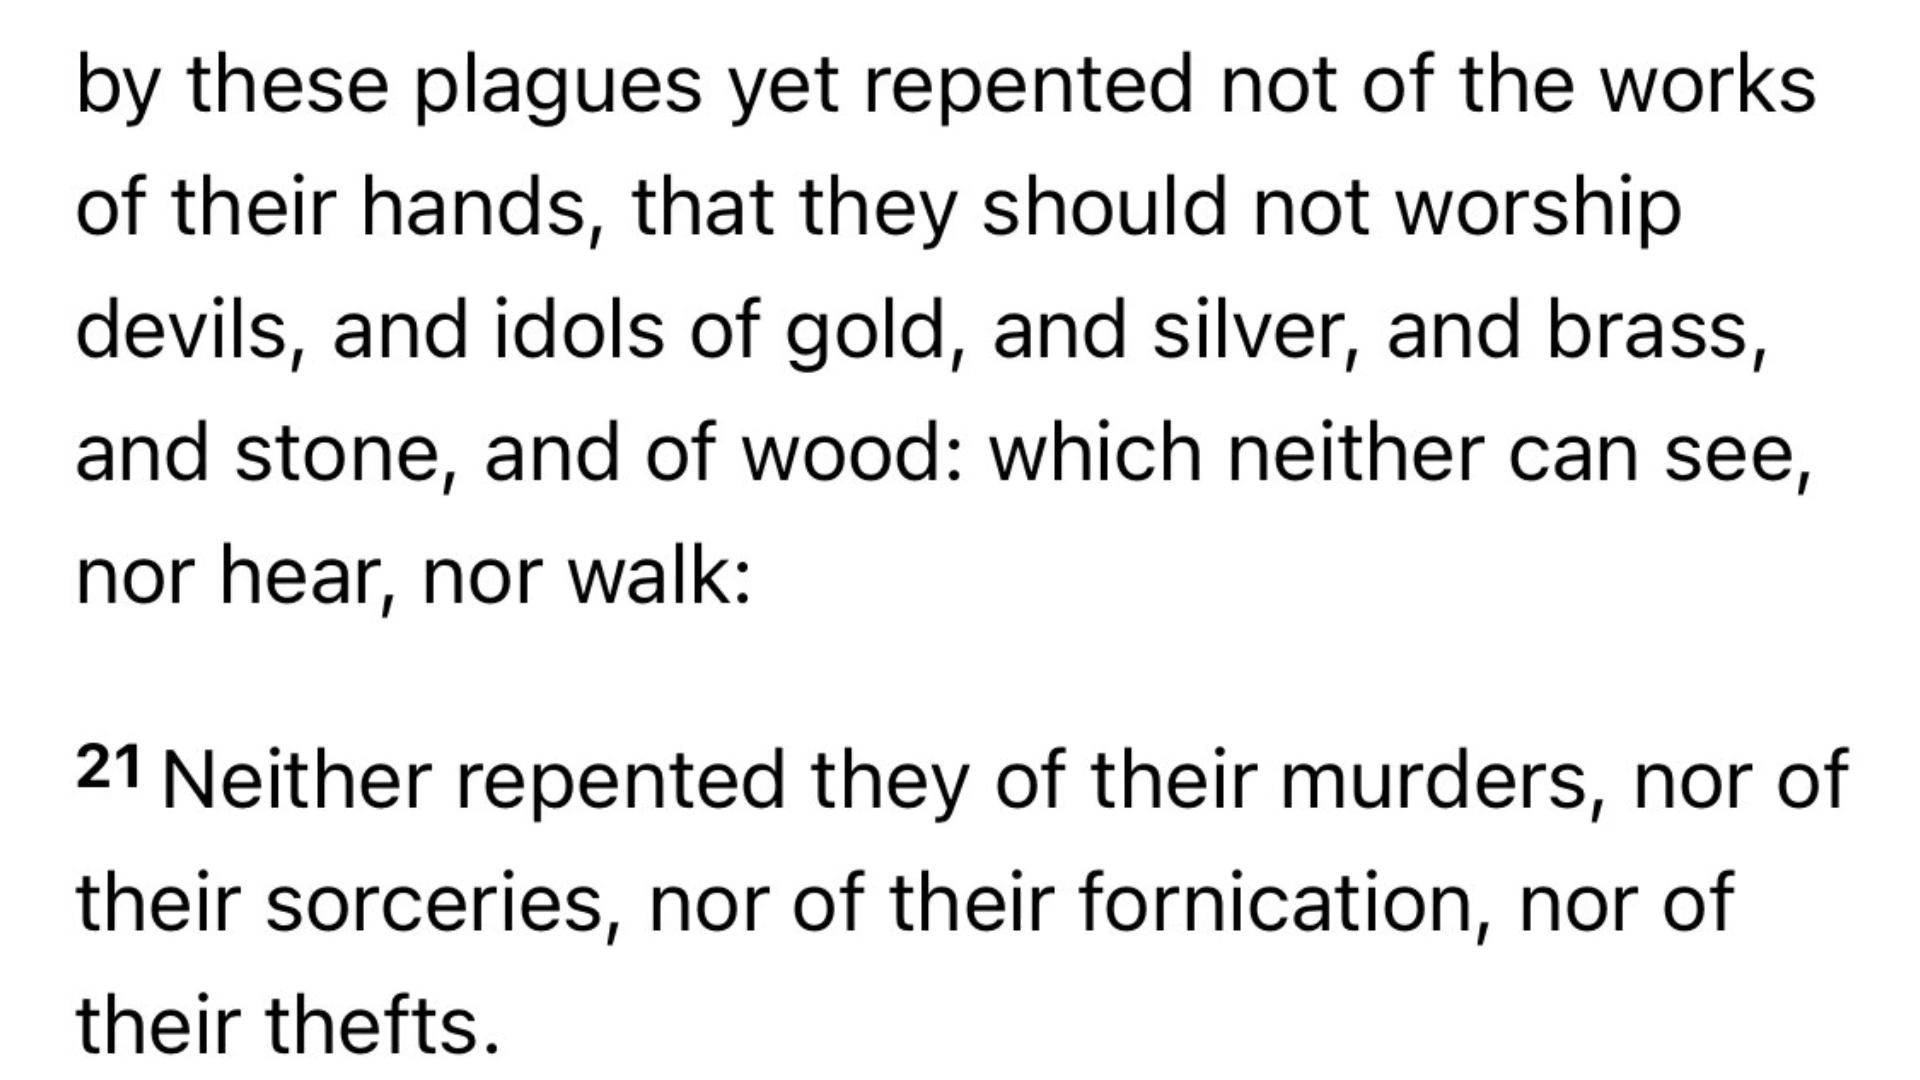 by these plagues yet repented not of the works
of their hands, that they should not worship
devils, and idols of gold, and silver, and brass,
and stone, and of wood: which neither can see,
nor hear, nor walk:
21 Neither repented they of their murders, nor of
their sorceries, nor of their fornication, nor of
their thefts.